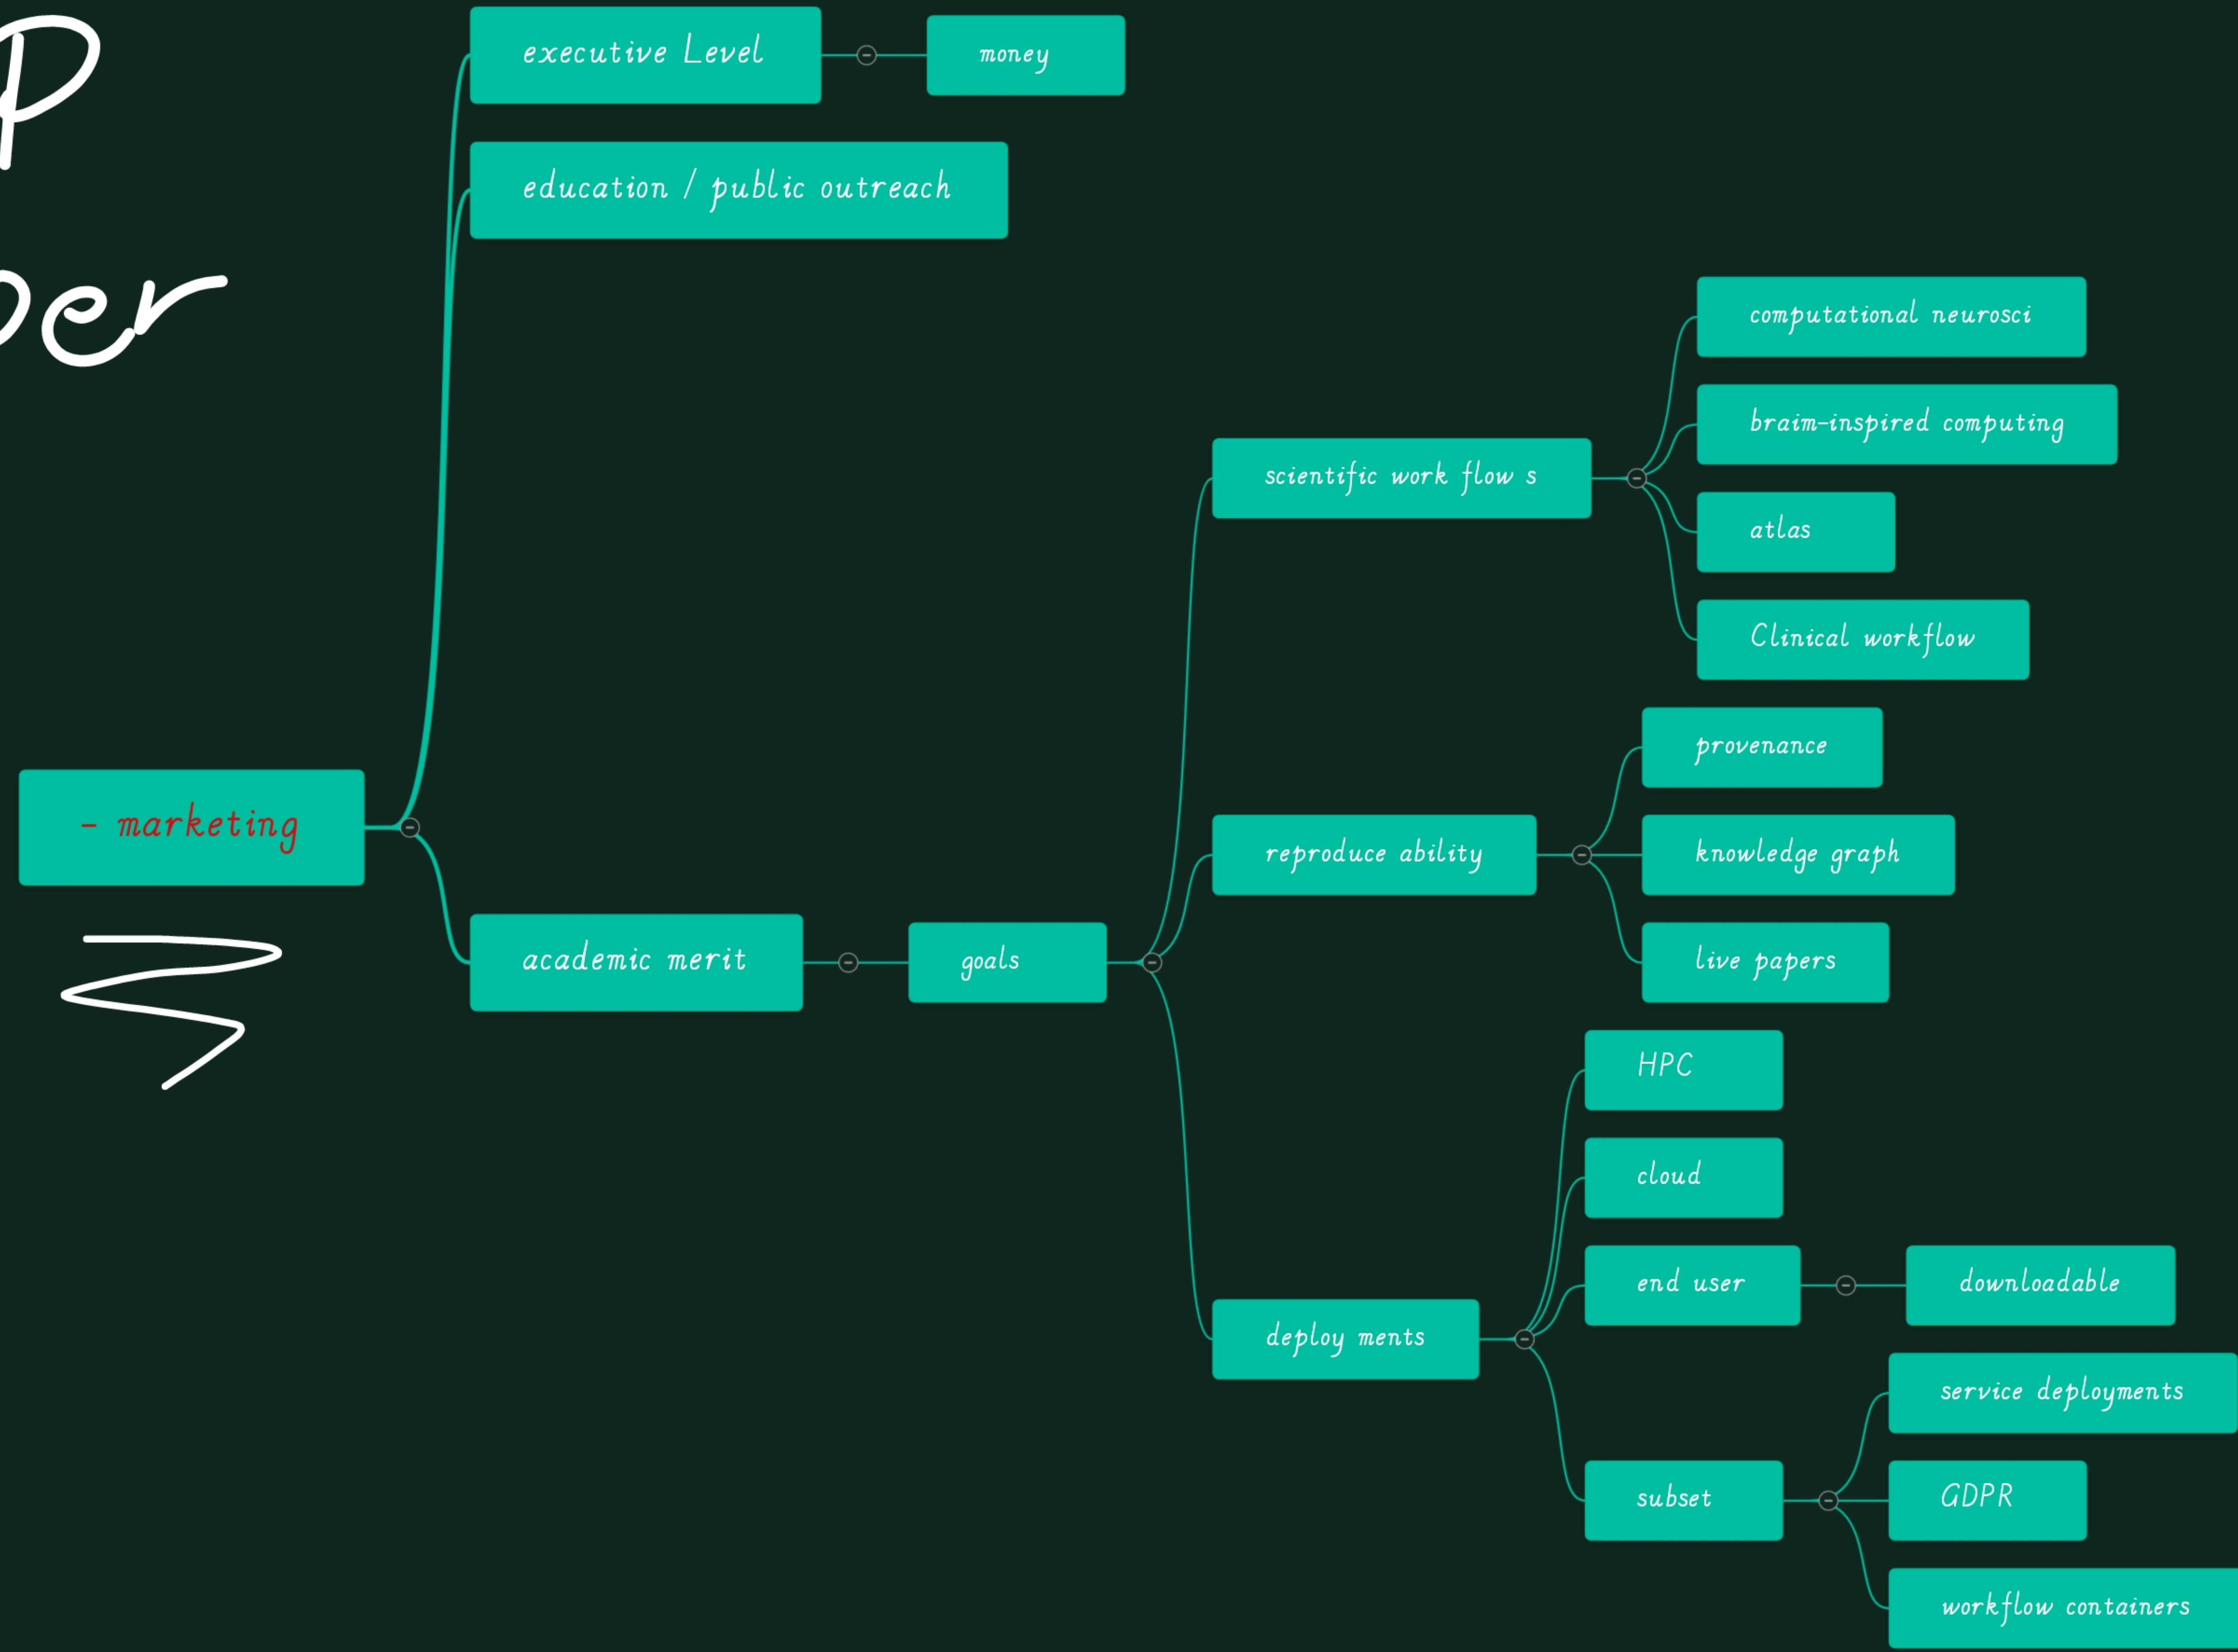 P
per
executive Level
money
education / public outreach
computational neurosci
braim-inspired computing
scientific work flow s
atlas
Clinical workflow
provenance
- marketing
reproduce ability
knowledge graph
academic merit
goals
live papers
HPC
cloud
end user
downloadable
deploy ments
service deployments
subset
GDPR
workflow containers